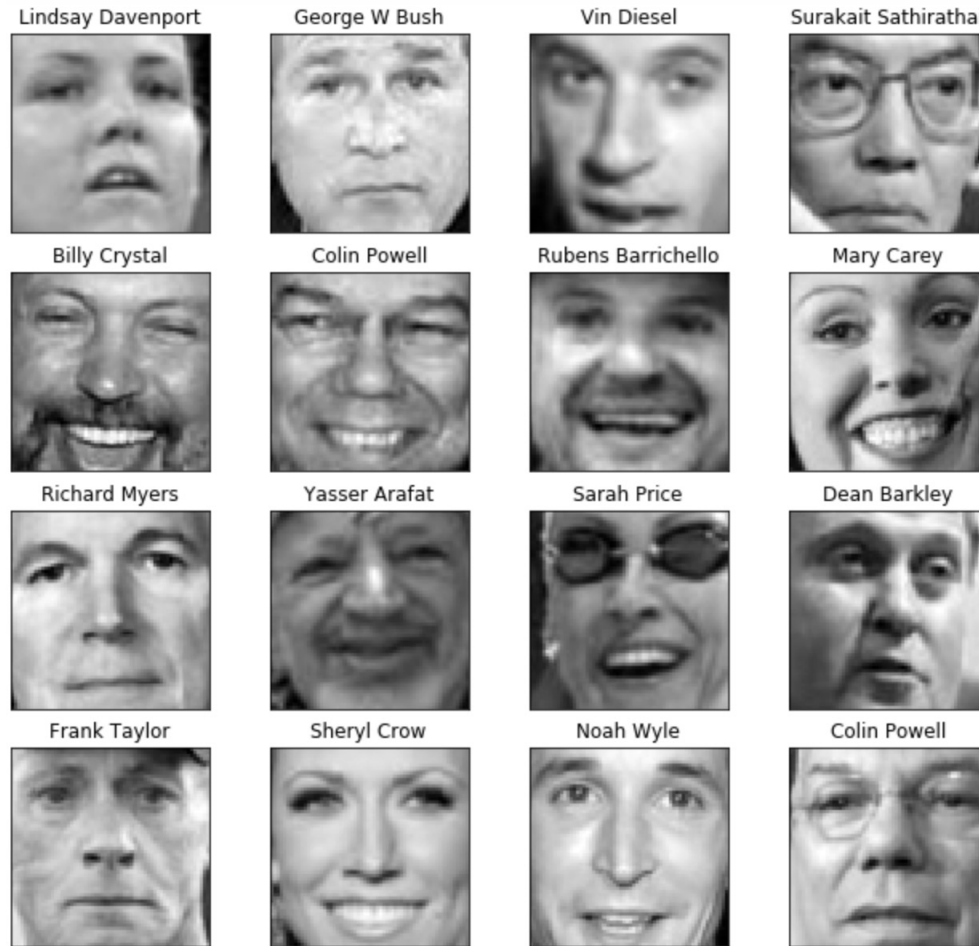 Lindsay Davenport George W Bush Vin Diesel Surakait Sathiratha
Billy Crystal Colin Powell Rubens Barrichello Mary Carey
Richard Myers Yasser Arafat Sarah Price Dean Barkley
Frank Taylor Sheryl Crow Noah Wyle Colin Powell